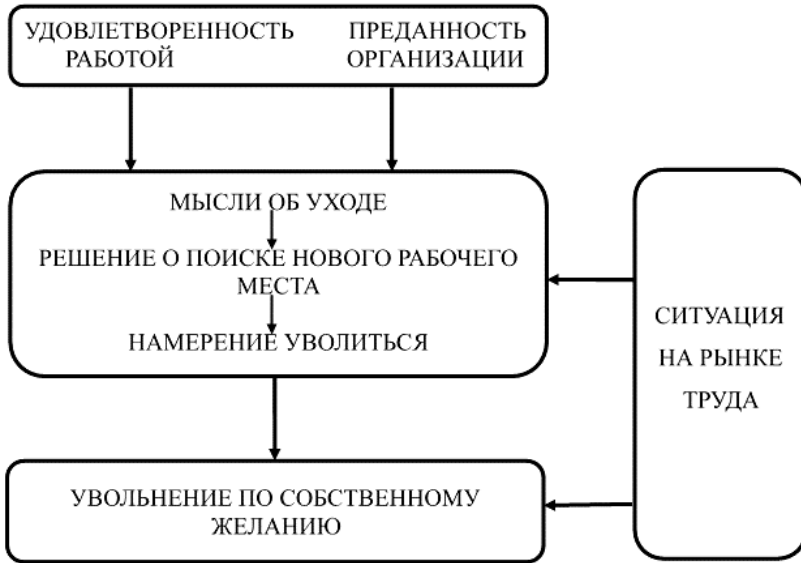 УДОВЛЕТВОРЕННОСТЬ
РАБОТОЙ
ПРЕДАННОСТЬ
ОРГАНИЗАЦИИ
МЫСЛИ ОБ УХОДЕ
РЕШЕНИЕ О ПОИСКЕ НОВОГО РАБОЧЕГО
МЕСТА
НАМЕРЕНИЕ УВОЛИТЬСЯ
СИТУАЦИЯ
НА РЫНКЕ
ТРУДА
УВОЛЬНЕНИЕ ПО СОБСТВЕННОМУ
ЖЕЛАНИЮ